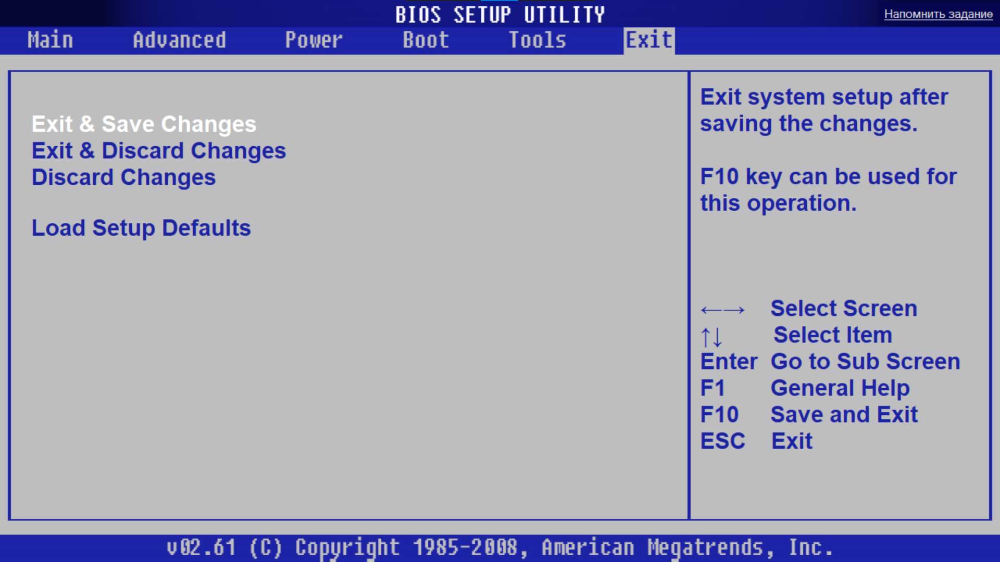 BIOS SETUP UTILITY
Напомнить задание
Main Advanced Power Boot Tools Exit
Exit & Save Changes
Exit & Discard Changes
Discard Changes
Load Setup Defaults
Exit system setup after
saving the changes.
F10 key can be used for
this operation.
←→ Select Screen
↑↓ Select Item
Enter Go to Sub Screen
F1 General Help
F10 Save and Exit
ESC Exit
v02.61 (C) Copyright 1985-2008, American Megatrends, Inc.